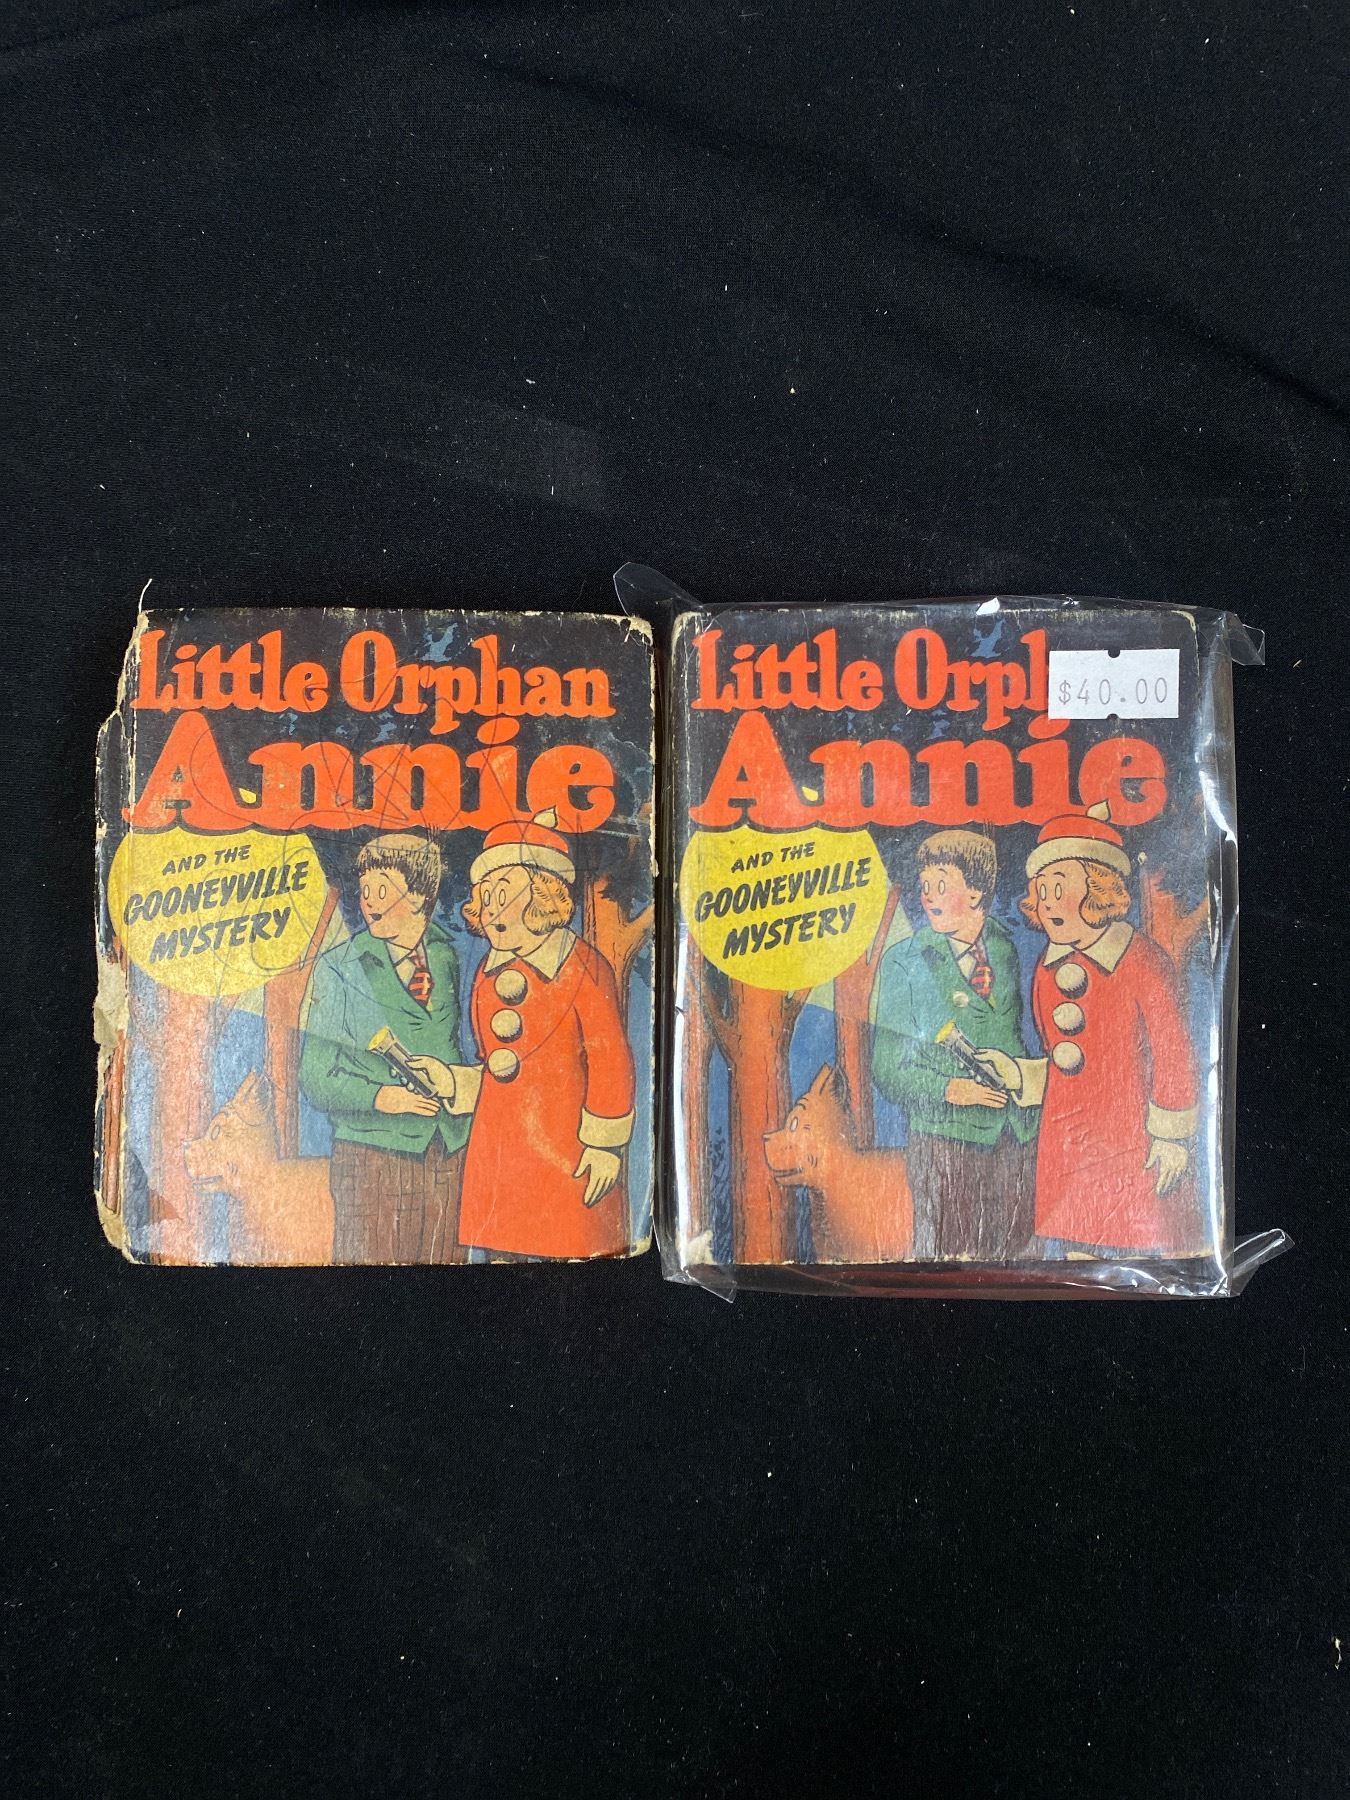 Little Orphan
Annie
AND THE
GOONEYVILLE
MYSTERY
Little Orph
$40.00
Annie
AND THE
GOONEYVILLE
MYSTERY